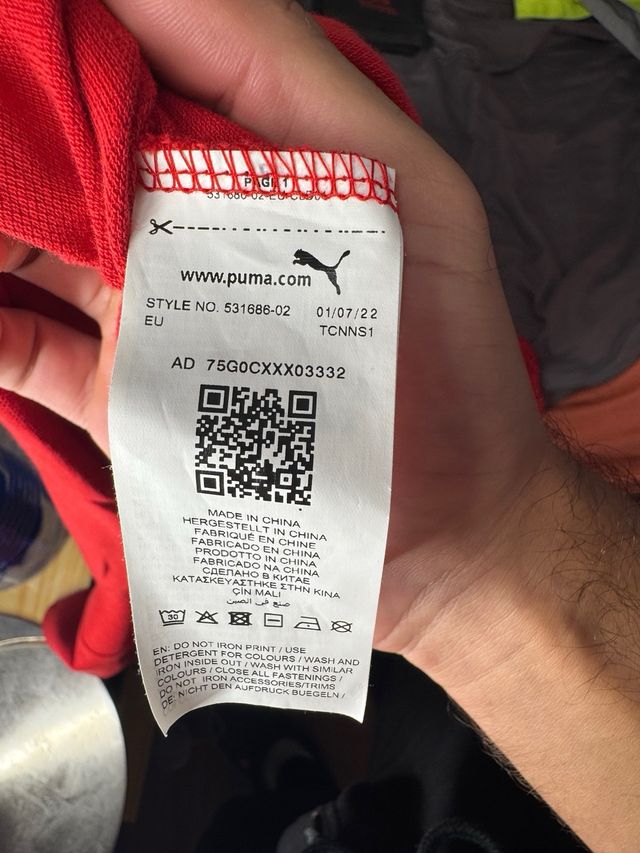 PAGE 1
www.puma.com
STYLE NO. 531686-02 01/07/22
EU TCNNS1
AD 75G0CXXX03332
MADE IN CHINA
HERGESTELLT IN CHINA
FABRIQUÉ EN CHINE
FABRICADO EN CHINA
PRODOTTO IN CHINA
FABRICADO NA CHINA
СДЕЛАНО В КИТАЕ
ΚΑΤΑΣΚΕΥΑΣΤΗΚΕ ΣΤΗΝ ΚΙΝΑ
ÇİN MALI
صنع في الصين
30
EN: DO NOT IRON PRINT / USE
DETERGENT FOR COLOURS / WASH AND
IRON INSIDE OUT / WASH WITH SIMILAR
COLOURS / CLOSE ALL FASTENINGS /
DO NOT IRON ACCESSORIES/TRIMS
DE: NICHT DEN AUFDRUCK BUEGELN /